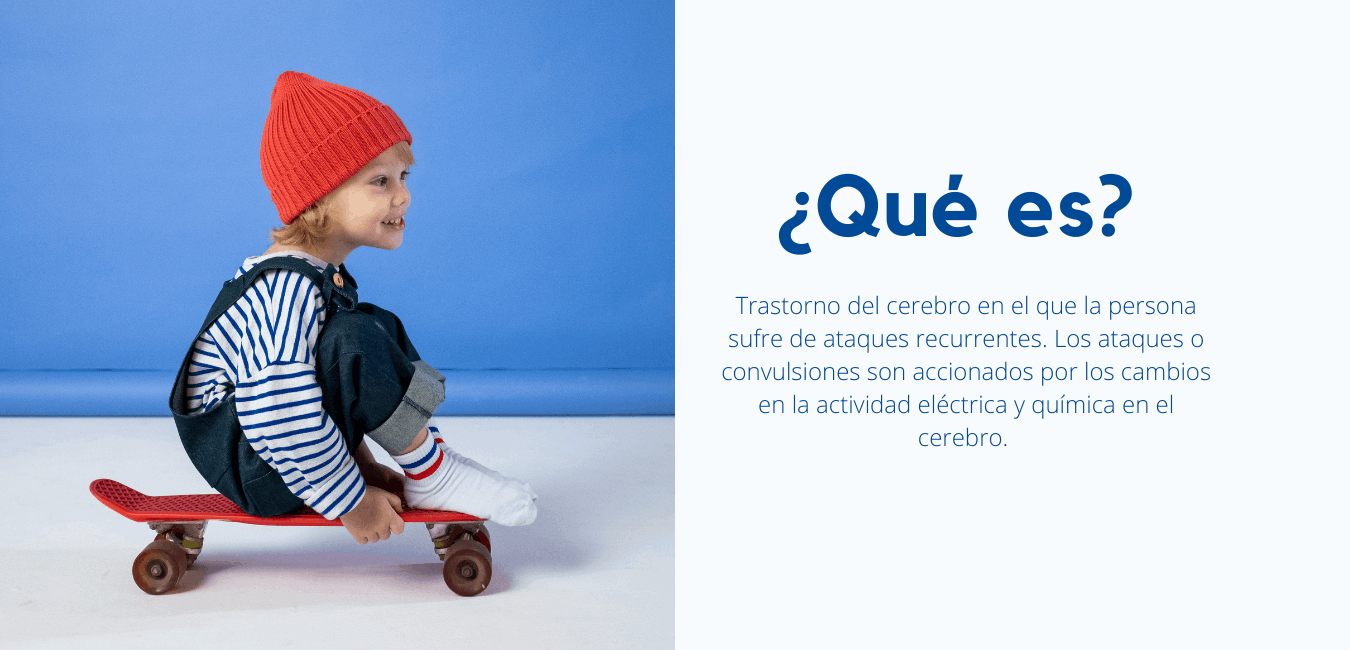 ¿Qué es?
Trastorno del cerebro en el que la persona
sufre de ataques recurrentes. Los ataques o
convulsiones son accionados por los cambios
en la actividad eléctrica y química en el
cerebro.